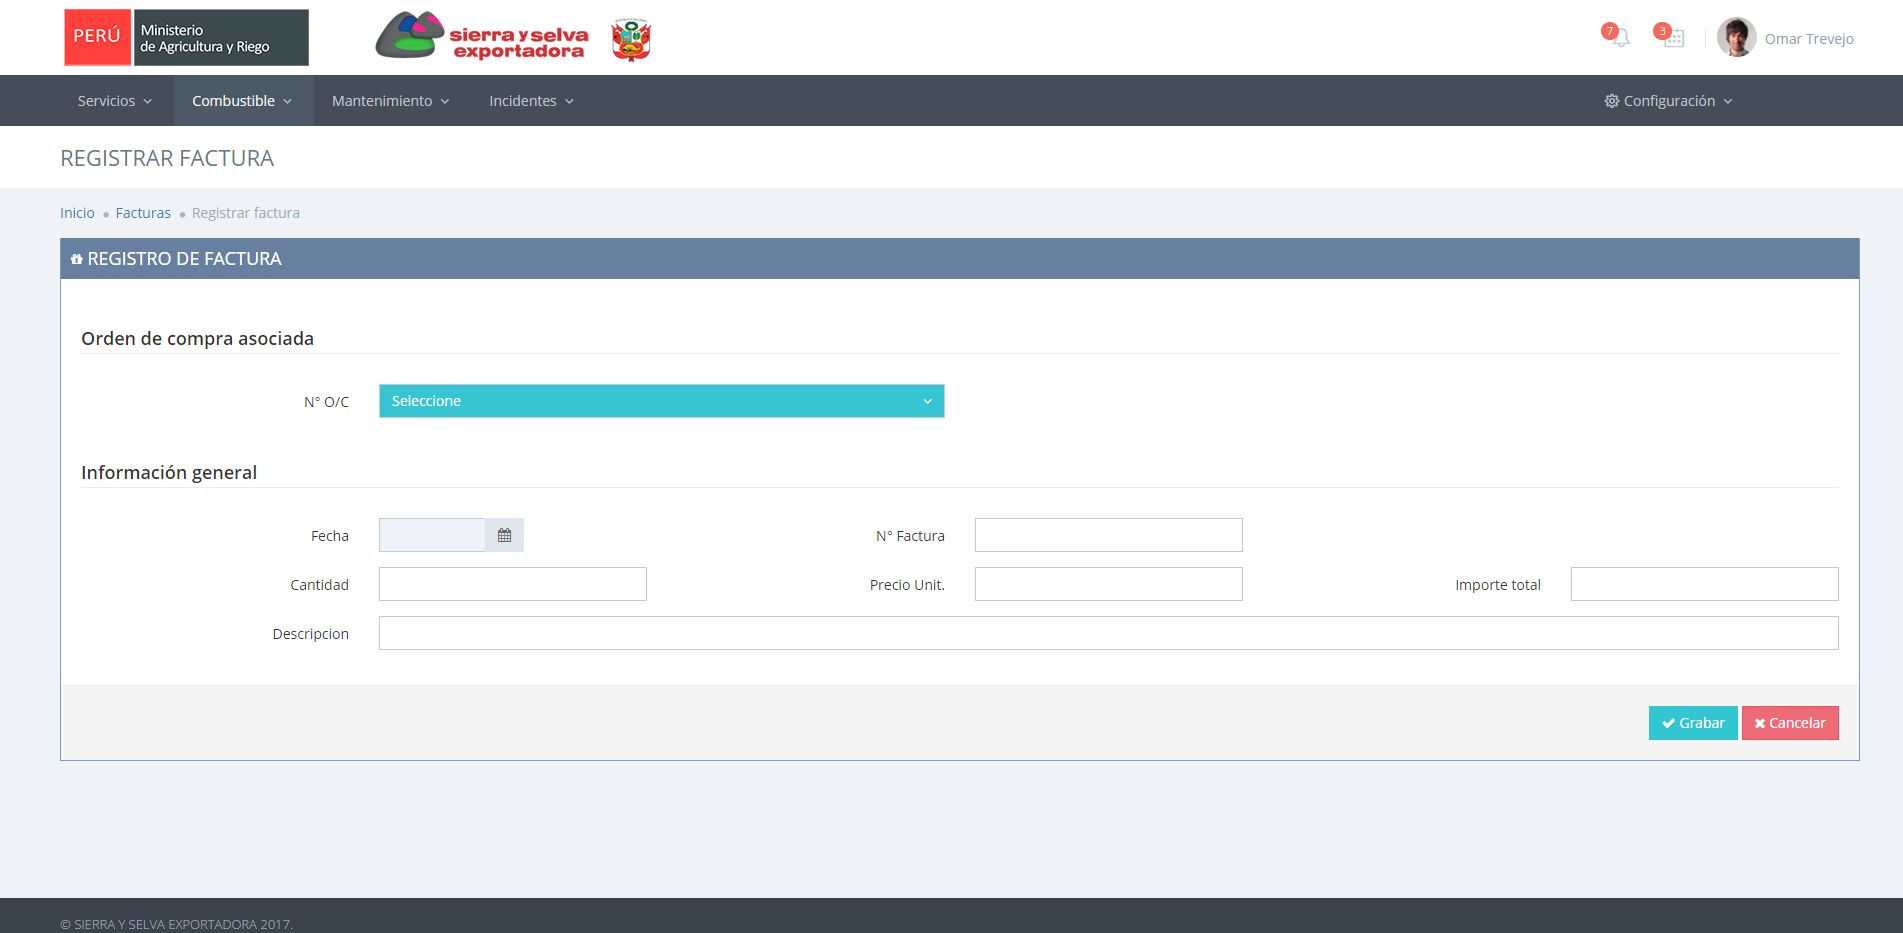 PERÚ
Ministerio
de Agricultura y Riego
sierra y selva
exportadora
7
3
Omar Trevejo
Servicios
Combustible
Mantenimiento
Incidentes
Configuración
REGISTRAR FACTURA
Inicio
Facturas
Registrar factura
REGISTRO DE FACTURA
Orden de compra asociada
N° O/C
Seleccione
Información general
Fecha
N° Factura
Cantidad
Precio Unit.
Importe total
Descripcion
Grabar
Cancelar
© SIERRA Y SELVA EXPORTADORA 2017.